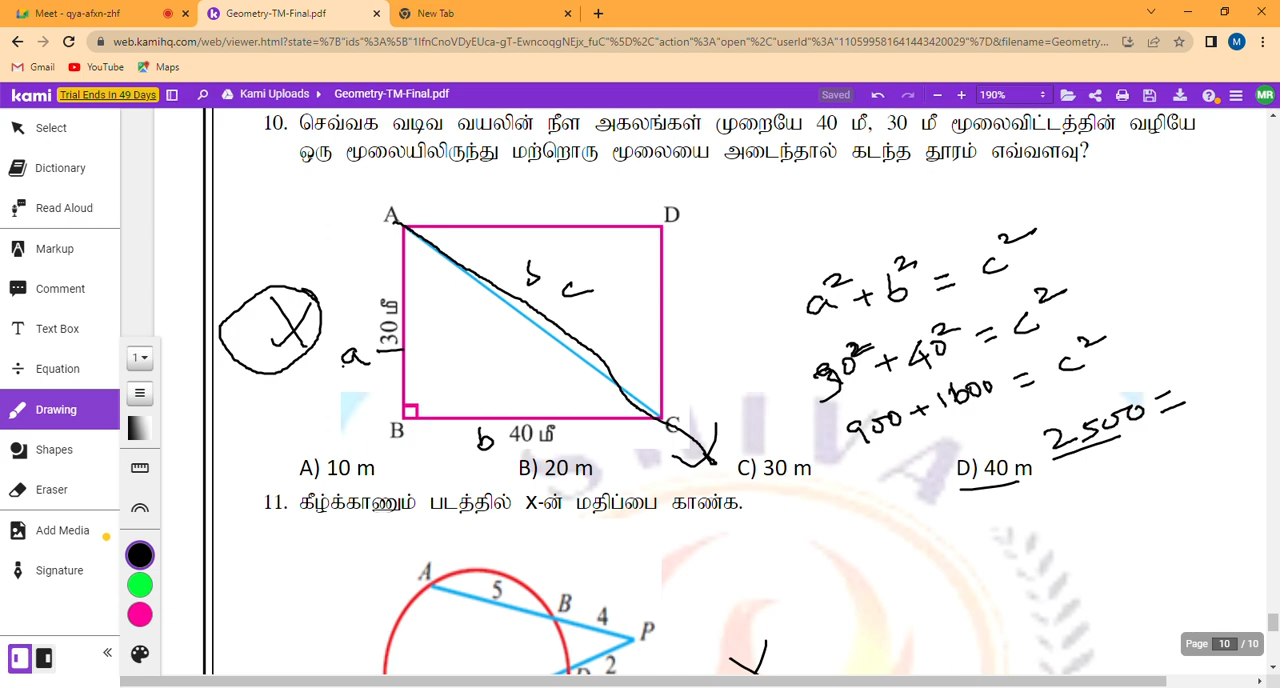 Meet - qya-afxn-zhf
Geometry-TM-Final.pdf
New Tab
web.kamihq.com/web/viewer.html?state=%7B"ids"%3A%5B"1IfnCnoVDyEUca-gT-EwncoqgNEjx_fuC"%5D%2C"action"%3A"open"%2C"userId"%3A"110599581641443420029"%7D&filename=Geometry...
M
Gmail
YouTube
Maps
kami
Trial Ends In 49 Days
Kami Uploads
Geometry-TM-Final.pdf
Saved
190%
MR
Select
Dictionary
Read Aloud
Markup
Comment
Text Box
Equation
Drawing
Shapes
Eraser
Add Media
Signature
1
10. செவ்வக வடிவ வயலின் நீள அகலங்கள் முறையே 40 மீ, 30 மீ மூலைவிட்டத்தின் வழியே
ஒரு மூலையிலிருந்து மற்றொரு மூலையை அடைந்தால் கடந்த தூரம் எவ்வளவு?
A
D
b c
30 மீ
a
B
b
40 மீ
C
a² + b² = c²
30² + 40² = c²
900 + 1600 = c²
2500 =
A) 10 m
B) 20 m
C) 30 m
D) 40 m
11. கீழ்க்காணும் படத்தில் X-ன் மதிப்பை காண்க.
A
5
B
4
P
2
D
Page 10 / 10